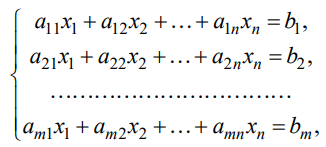 a₁₁x₁ + a₁₂x₂ + … + a₁ₙxₙ = b₁,
a₂₁x₁ + a₂₂x₂ + … + a₂ₙxₙ = b₂,
………………………………
aₘ₁x₁ + aₘ₂x₂ + … + aₘₙxₙ = bₘ,